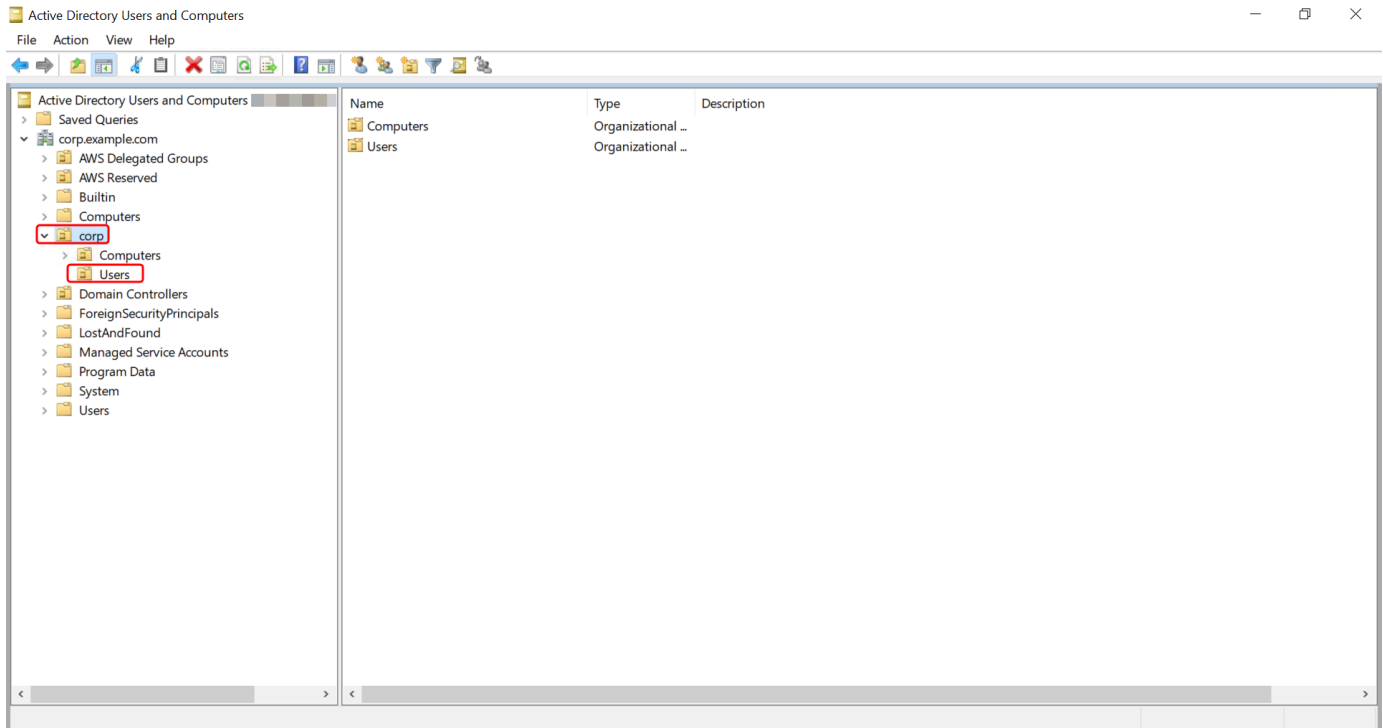 Active Directory Users and Computers
File Action View Help
Active Directory Users and Computers
Saved Queries
corp.example.com
AWS Delegated Groups
AWS Reserved
Builtin
Computers
corp
Computers
Users
Domain Controllers
ForeignSecurityPrincipals
LostAndFound
Managed Service Accounts
Program Data
System
Users
Name Type Description
Computers Organizational ...
Users Organizational ...